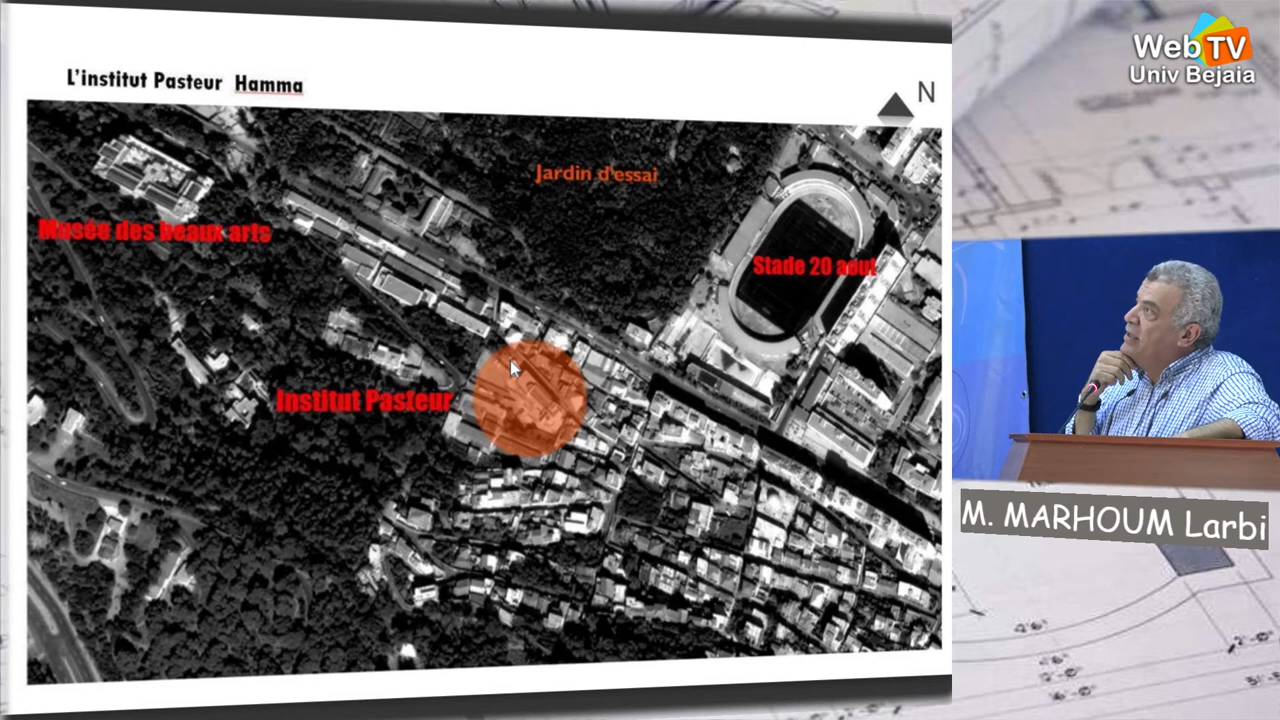 L'institut Pasteur Hamma
N
Jardin d'essai
Musée des beaux arts
Stade 20 aout
Institut Pasteur
Web TV
Univ Bejaia
M. MARHOUM Larbi